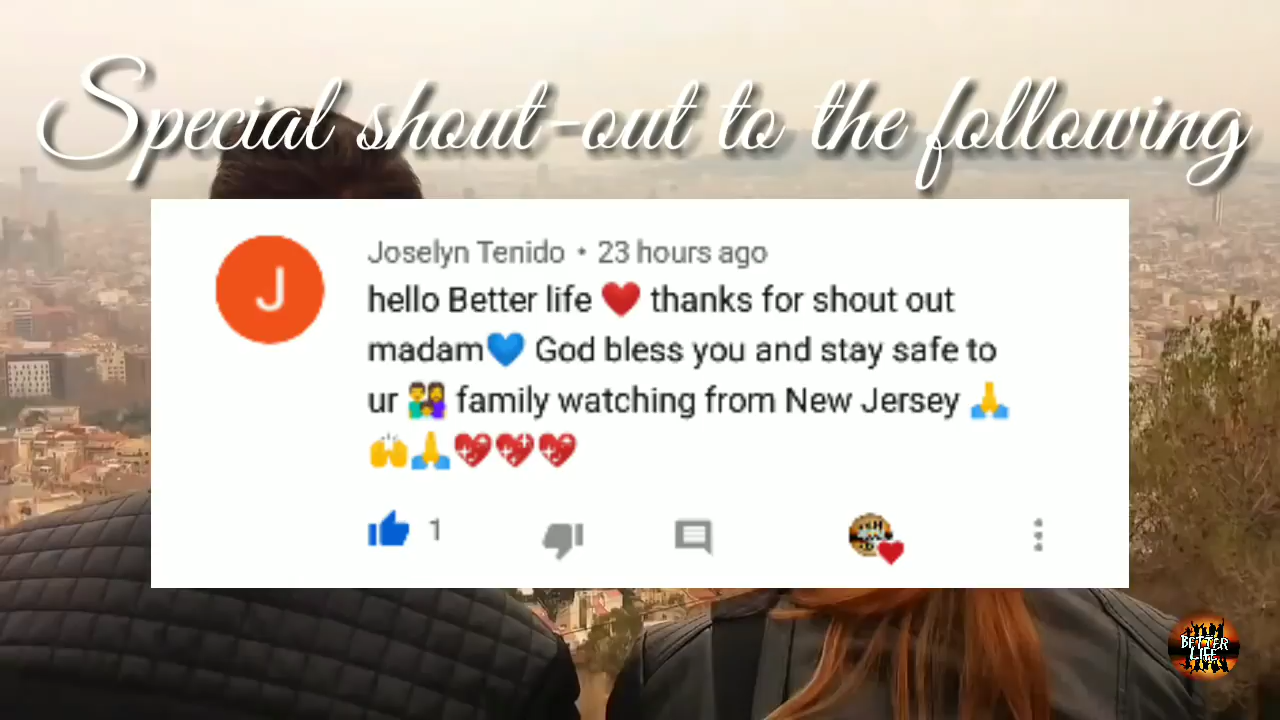 Special shout-out to the following
J
Joselyn Tenido • 23 hours ago
hello Better life ❤️ thanks for shout out
madam💙 God bless you and stay safe to
ur 👨‍👩‍👦 family watching from New Jersey 🙏
🙌🙏💖💖💖
1
BETTER
LIFE